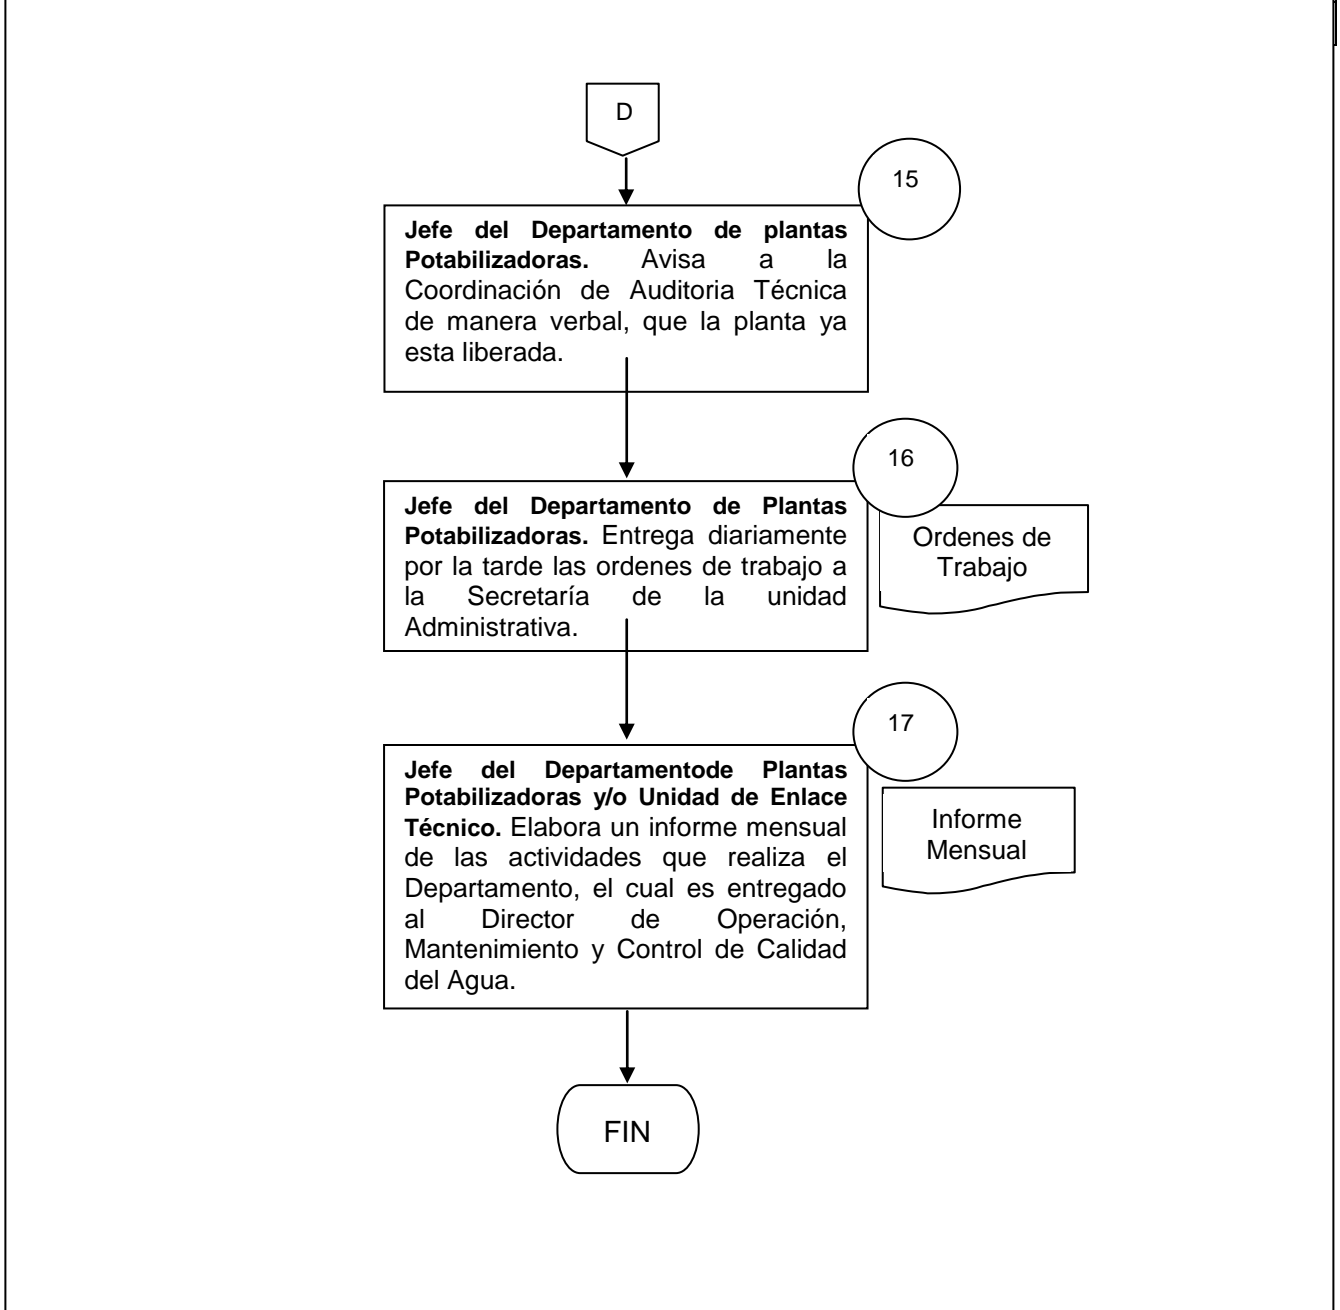 D
15
Jefe del Departamento de plantas
Potabilizadoras. Avisa a la
Coordinación de Auditoria Técnica
de manera verbal, que la planta ya
esta liberada.
16
Jefe del Departamento de Plantas
Potabilizadoras. Entrega diariamente
por la tarde las ordenes de trabajo a
la Secretaría de la unidad
Administrativa.
Ordenes de
Trabajo
17
Jefe del Departamentode Plantas
Potabilizadoras y/o Unidad de Enlace
Técnico. Elabora un informe mensual
de las actividades que realiza el
Departamento, el cual es entregado
al Director de Operación,
Mantenimiento y Control de Calidad
del Agua.
Informe
Mensual
FIN